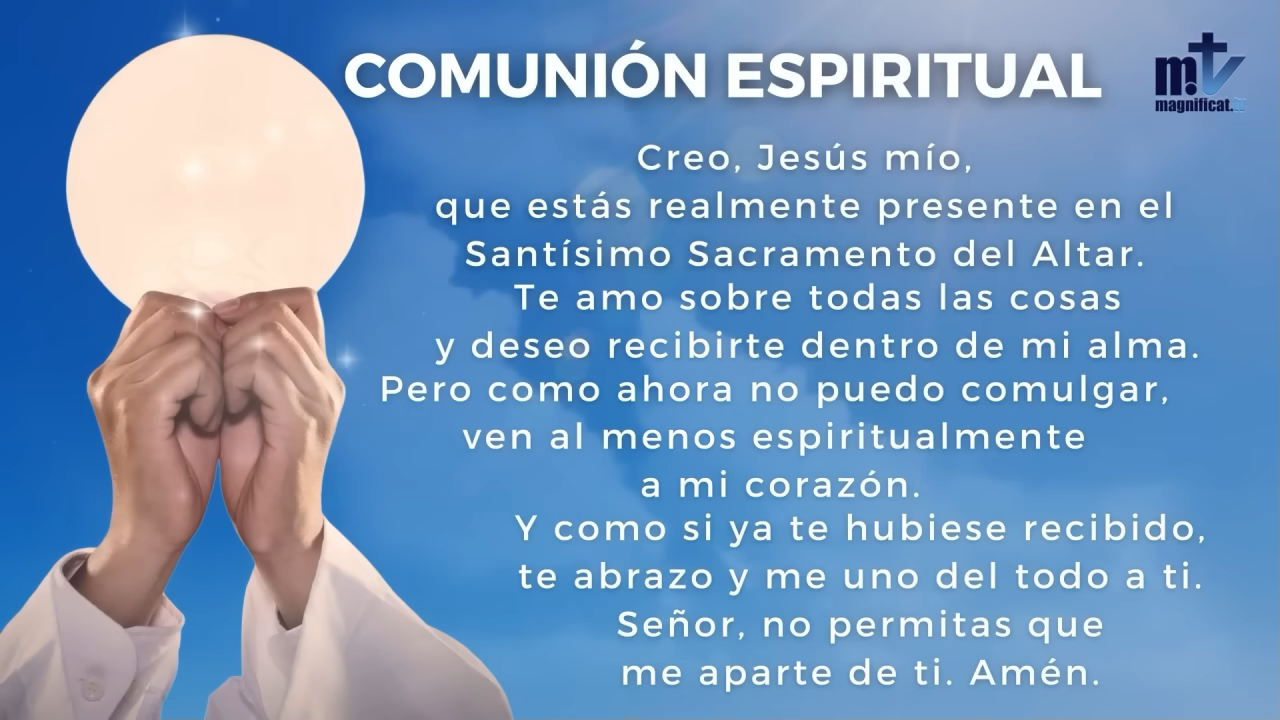 COMUNIÓN ESPIRITUAL
magnificat.tv
Creo, Jesús mío,
que estás realmente presente en el
Santísimo Sacramento del Altar.
Te amo sobre todas las cosas
y deseo recibirte dentro de mi alma.
Pero como ahora no puedo comulgar,
ven al menos espiritualmente
a mi corazón.
Y como si ya te hubiese recibido,
te abrazo y me uno del todo a ti.
Señor, no permitas que
me aparte de ti. Amén.